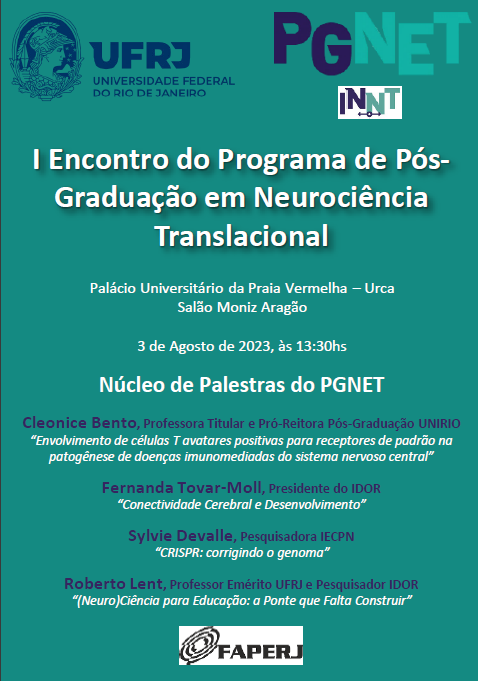 UFRJ
UNIVERSIDADE FEDERAL
DO RIO DE JANEIRO
PGNET
INNT
I Encontro do Programa de Pós-
Graduação em Neurociência
Translacional
Palácio Universitário da Praia Vermelha – Urca
Salão Moniz Aragão
3 de Agosto de 2023, às 13:30hs
Núcleo de Palestras do PGNET
Cleonice Bento, Professora Titular e Pró-Reitora Pós-Graduação UNIRIO
“Envolvimento de células T avatares positivas para receptores de padrão na
patogênese de doenças imunomediadas do sistema nervoso central”
Fernanda Tovar-Moll, Presidente do IDOR
“Conectividade Cerebral e Desenvolvimento”
Sylvie Devalle, Pesquisadora IECPN
“CRISPR: corrigindo o genoma”
Roberto Lent, Professor Emérito UFRJ e Pesquisador IDOR
“(Neuro)Ciência para Educação: a Ponte que Falta Construir”
FAPERJ